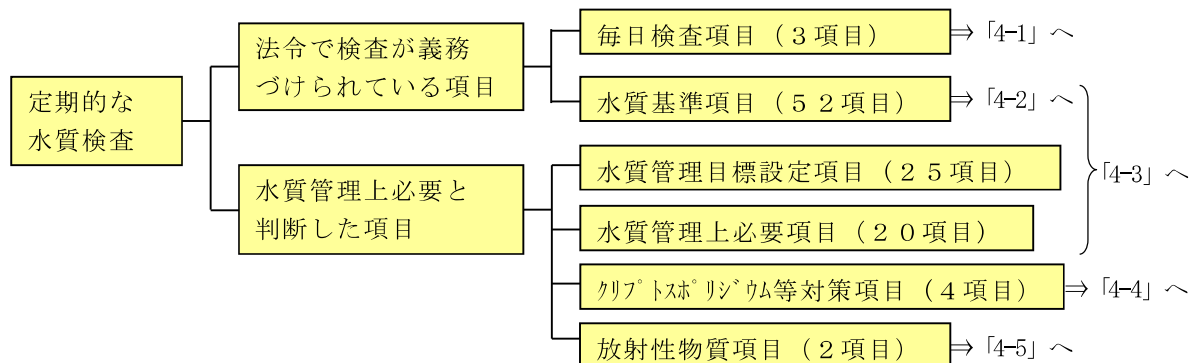 定期的な
水質検査
法令で検査が義務
づけられている項目
毎日検査項目(3項目)
⇒「4-1」へ
水質基準項目(52項目)
⇒「4-2」へ
水質管理上必要と
判断した項目
水質管理目標設定項目(25項目)
水質管理上必要項目(20項目)
「4-3」へ
クリプトスポリジウム等対策項目(4項目)
⇒「4-4」へ
放射性物質項目(2項目)
⇒「4-5」へ